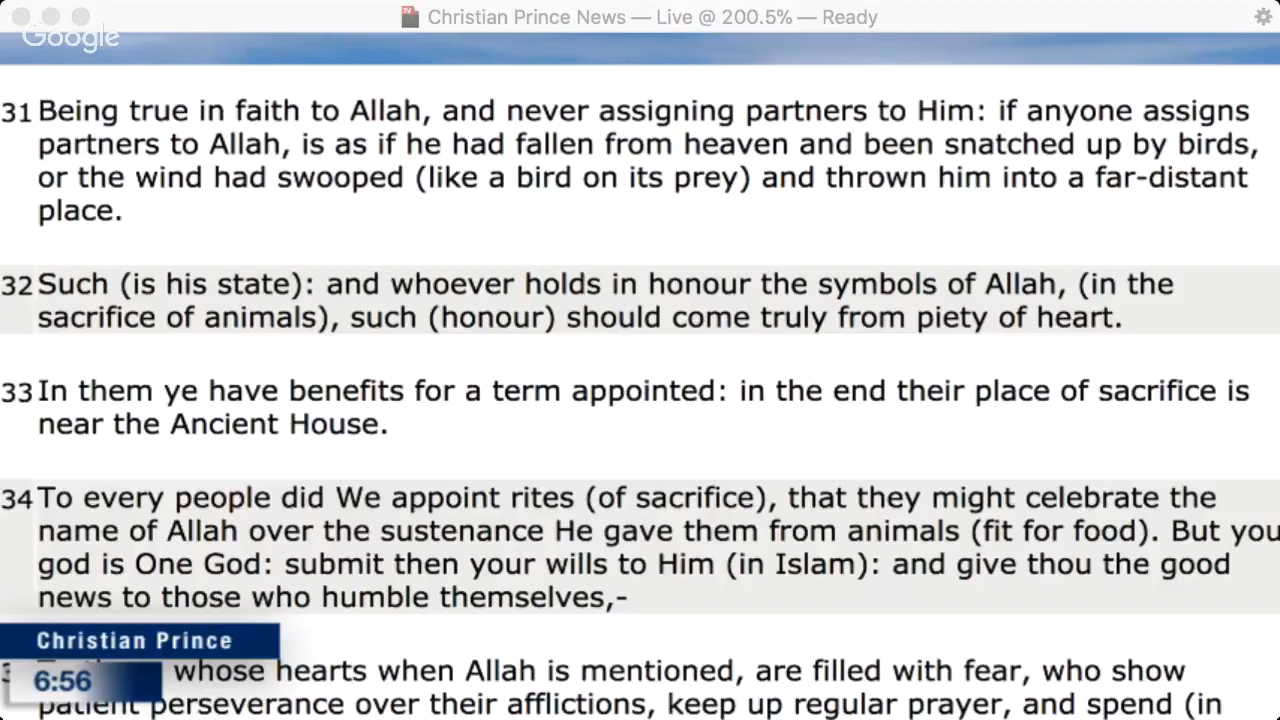 Christian Prince News — Live @ 200.5% — Ready
Google
31 Being true in faith to Allah, and never assigning partners to Him: if anyone assigns
partners to Allah, is as if he had fallen from heaven and been snatched up by birds,
or the wind had swooped (like a bird on its prey) and thrown him into a far-distant
place.
32 Such (is his state): and whoever holds in honour the symbols of Allah, (in the
sacrifice of animals), such (honour) should come truly from piety of heart.
33 In them ye have benefits for a term appointed: in the end their place of sacrifice is
near the Ancient House.
34 To every people did We appoint rites (of sacrifice), that they might celebrate the
name of Allah over the sustenance He gave them from animals (fit for food). But you
god is One God: submit then your wills to Him (in Islam): and give thou the good
news to those who humble themselves,-
Christian Prince
whose hearts when Allah is mentioned, are filled with fear, who show
6:56
patient perseverance over their afflictions, keep up regular prayer, and spend (in